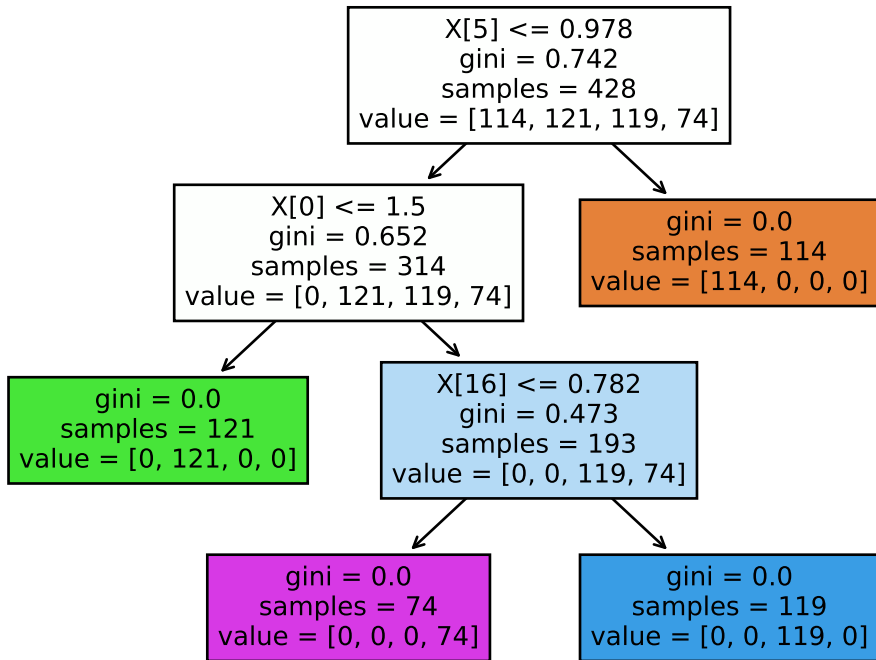 X[5] <= 0.978
gini = 0.742
samples = 428
value = [114, 121, 119, 74]
X[0] <= 1.5
gini = 0.652
samples = 314
value = [0, 121, 119, 74]
gini = 0.0
samples = 114
value = [114, 0, 0, 0]
gini = 0.0
samples = 121
value = [0, 121, 0, 0]
X[16] <= 0.782
gini = 0.473
samples = 193
value = [0, 0, 119, 74]
gini = 0.0
samples = 74
value = [0, 0, 0, 74]
gini = 0.0
samples = 119
value = [0, 0, 119, 0]